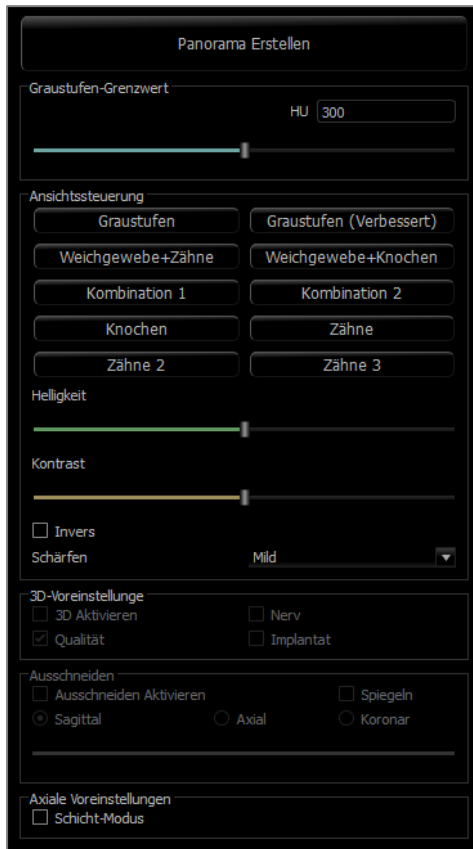 Panorama Erstellen
Graustufen-Grenzwert
HU 300
Ansichtssteuerung
Graustufen Graustufen (Verbessert)
Weichgewebe+Zähne Weichgewebe+Knochen
Kombination 1 Kombination 2
Knochen Zähne
Zähne 2 Zähne 3
Helligkeit
Kontrast
Invers
Schärfen Mild
3D-Voreinstellunge
3D Aktivieren Nerv
Qualität Implantat
Ausschneiden
Ausschneiden Aktivieren Spiegeln
Sagittal Axial Koronar
Axiale Voreinstellungen
Schicht-Modus